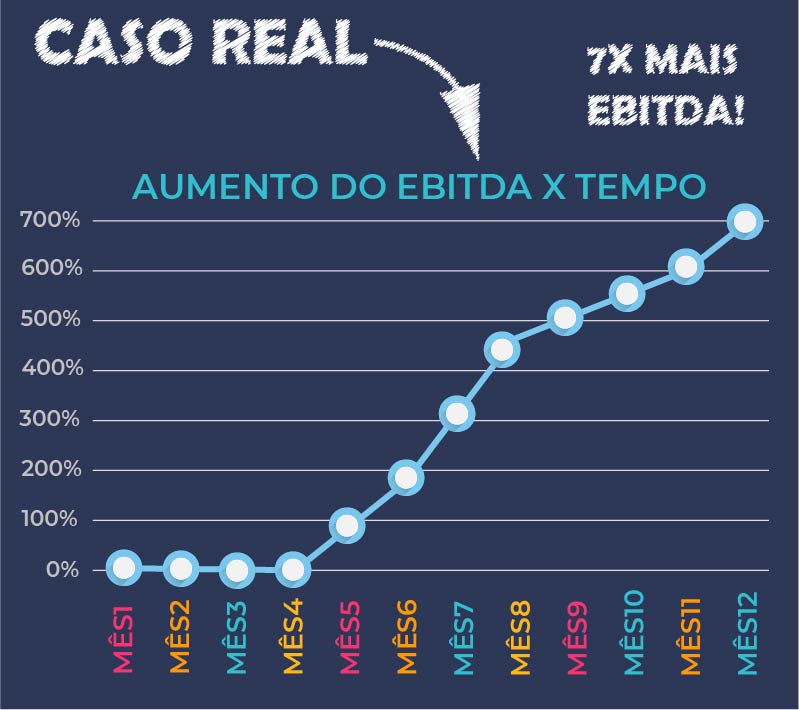 CASO REAL
7X MAIS
EBITDA!
AUMENTO DO EBITDA X TEMPO
700%
600%
500%
400%
300%
200%
100%
0%
MÊS1
MÊS2
MÊS3
MÊS4
MÊS5
MÊS6
MÊS7
MÊS8
MÊS9
MÊS10
MÊS11
MÊS12